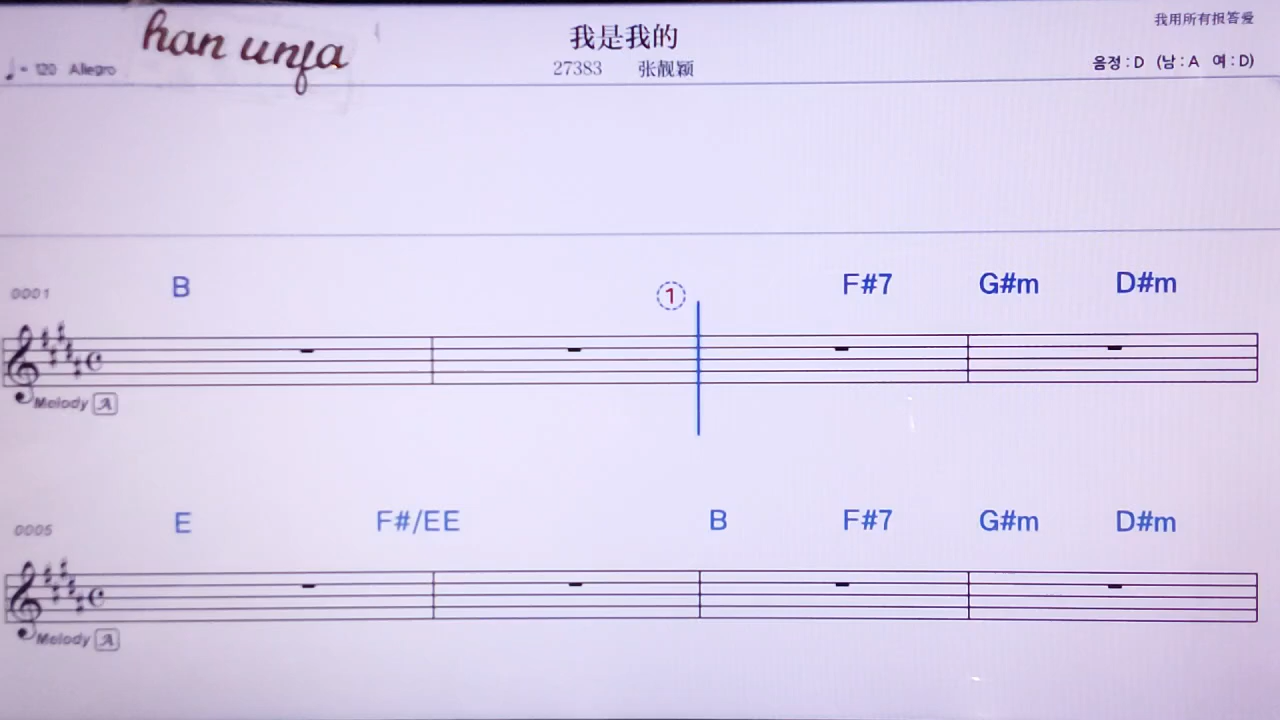 han unfa
我是我的
我用所有报答爱
♩= 120 Allegro
27383 张靓颖
음정 : D (남 : A 여 : D)
0001 B ① F#7 G#m D#m
Melody A
0005 E F#/EE B F#7 G#m D#m
Melody A